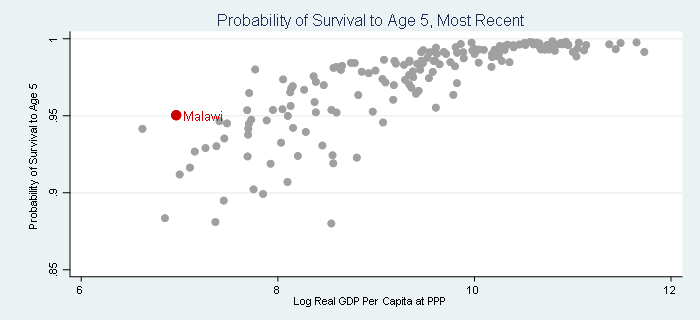 Probability of Survival to Age 5, Most Recent
Probability of Survival to Age 5
1
.95
.9
.85
Malawi
6 8 10 12
Log Real GDP Per Capita at PPP